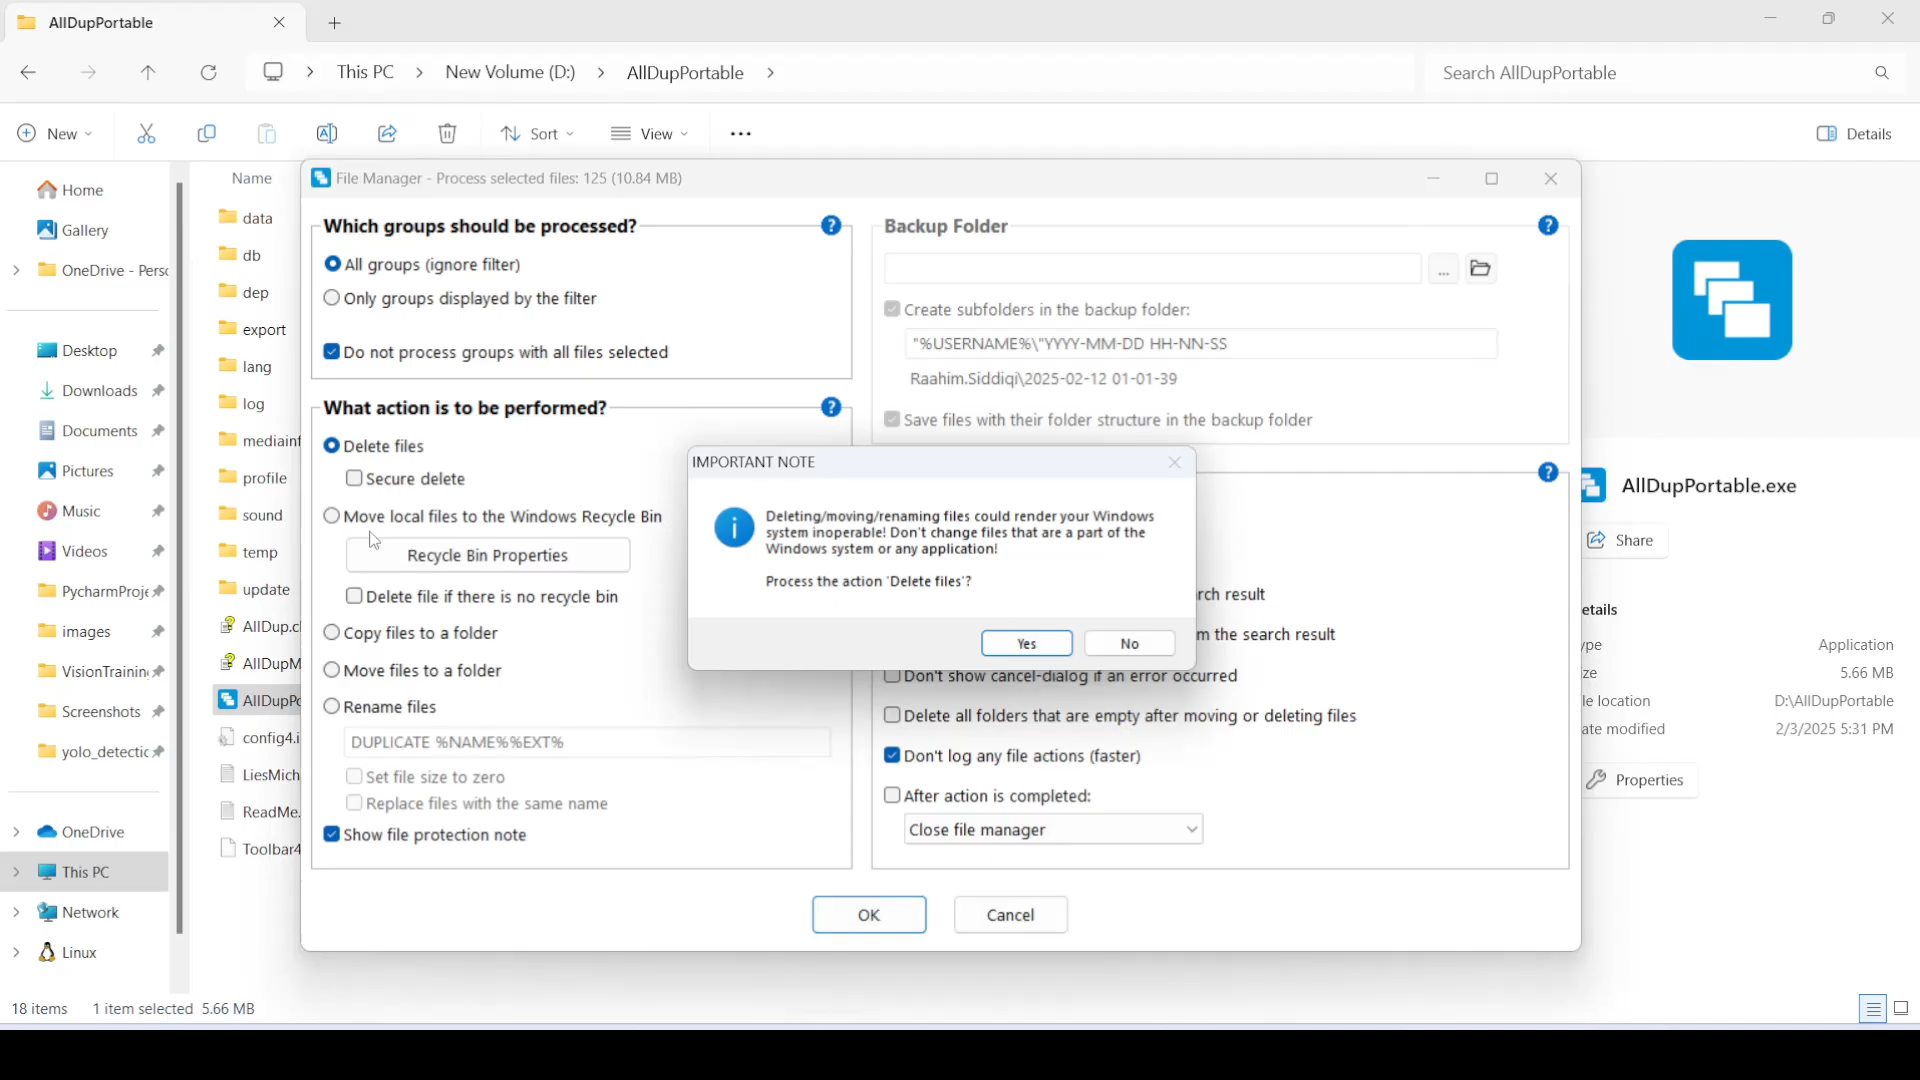 AllDupPortable
This PC
New Volume (D:)
AllDupPortable
Search AllDupPortable
New
Sort
View
Details
Home
Gallery
OneDrive - Perso
Desktop
Downloads
Documents
Pictures
Music
Videos
PycharmProje
images
VisionTraining
Screenshots
yolo_detectio
OneDrive
This PC
Network
Linux
Name
data
db
dep
export
lang
log
mediainf
profile
sound
temp
update
AllDup.c
AllDupM
AllDupPo
config4.i
LiesMich
ReadMe.
Toolbar4
File Manager - Process selected files: 125 (10.84 MB)
Which groups should be processed?
All groups (ignore filter)
Only groups displayed by the filter
Do not process groups with all files selected
What action is to be performed?
Delete files
Secure delete
Move local files to the Windows Recycle Bin
Recycle Bin Properties
Delete file if there is no recycle bin
Copy files to a folder
Move files to a folder
Rename files
DUPLICATE %NAME%%EXT%
Set file size to zero
Replace files with the same name
Show file protection note
Backup Folder
...
Create subfolders in the backup folder:
"%USERNAME%\"YYYY-MM-DD HH-NN-SS
Raahim.Siddiqi\2025-02-12 01-01-39
Save files with their folder structure in the backup folder
IMPORTANT NOTE
Deleting/moving/renaming files could render your Windows
system inoperable! Don't change files that are a part of the
Windows system or any application!
Process the action 'Delete files'?
Yes
No
rch result
m the search result
Don't show cancel-dialog if an error occurred
Delete all folders that are empty after moving or deleting files
Don't log any file actions (faster)
After action is completed:
Close file manager
OK
Cancel
AllDupPortable.exe
Share
etails
ype Application
ze 5.66 MB
le location D:\AllDupPortable
ate modified 2/3/2025 5:31 PM
Properties
18 items 1 item selected 5.66 MB